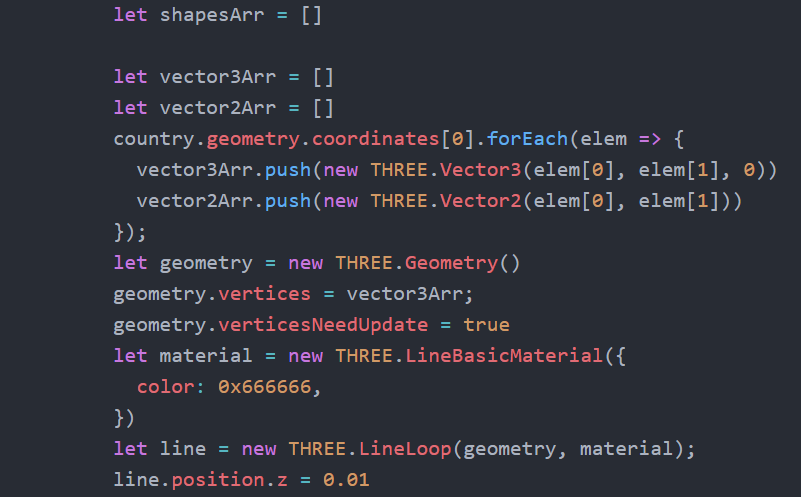 let shapesArr = []
let vector3Arr = []
let vector2Arr = []
country.geometry.coordinates[0].forEach(elem => {
vector3Arr.push(new THREE.Vector3(elem[0], elem[1], 0))
vector2Arr.push(new THREE.Vector2(elem[0], elem[1]))
});
let geometry = new THREE.Geometry()
geometry.vertices = vector3Arr;
geometry.verticesNeedUpdate = true
let material = new THREE.LineBasicMaterial({
color: 0x666666,
})
let line = new THREE.LineLoop(geometry, material);
line.position.z = 0.01